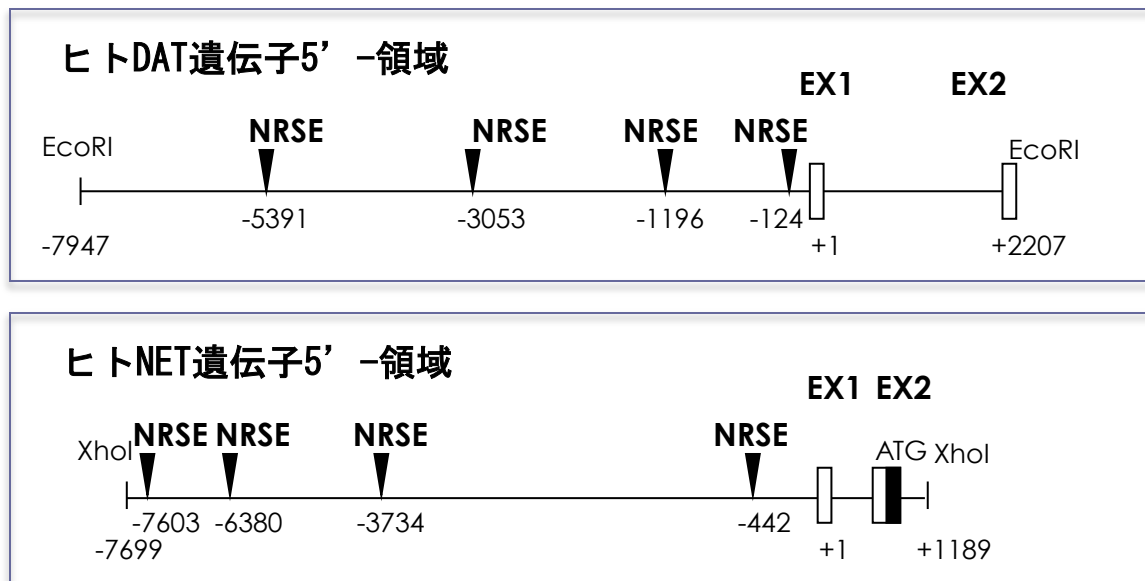 ヒトDAT遺伝子5’-領域
EX1 EX2
NRSE NRSE NRSE NRSE
EcoRI EcoRI
-5391 -3053 -1196 -124
-7947 +1 +2207
ヒトNET遺伝子5’-領域
EX1 EX2
XhoI NRSE NRSE NRSE NRSE ATG XhoI
-7603 -6380 -3734 -442
-7699 +1 +1189